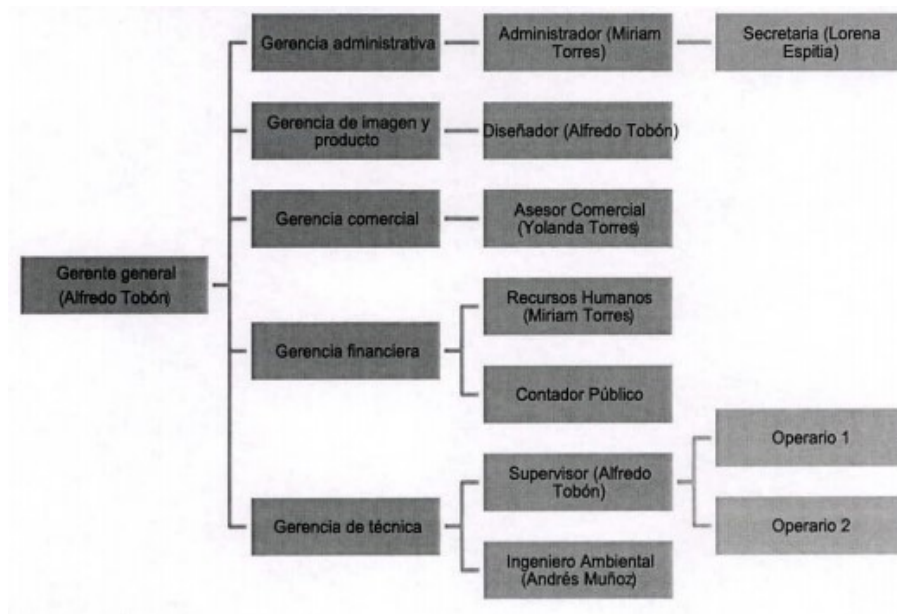 Gerente general
(Alfredo Tobón)
Gerencia administrativa
Administrador (Miriam
Torres)
Secretaria (Lorena
Espitia)
Gerencia de imagen y
producto
Diseñador (Alfredo Tobón)
Gerencia comercial
Asesor Comercial
(Yolanda Torres)
Gerencia financiera
Recursos Humanos
(Miriam Torres)
Contador Público
Gerencia de técnica
Supervisor (Alfredo
Tobón)
Operario 1
Operario 2
Ingeniero Ambiental
(Andrés Muñoz)